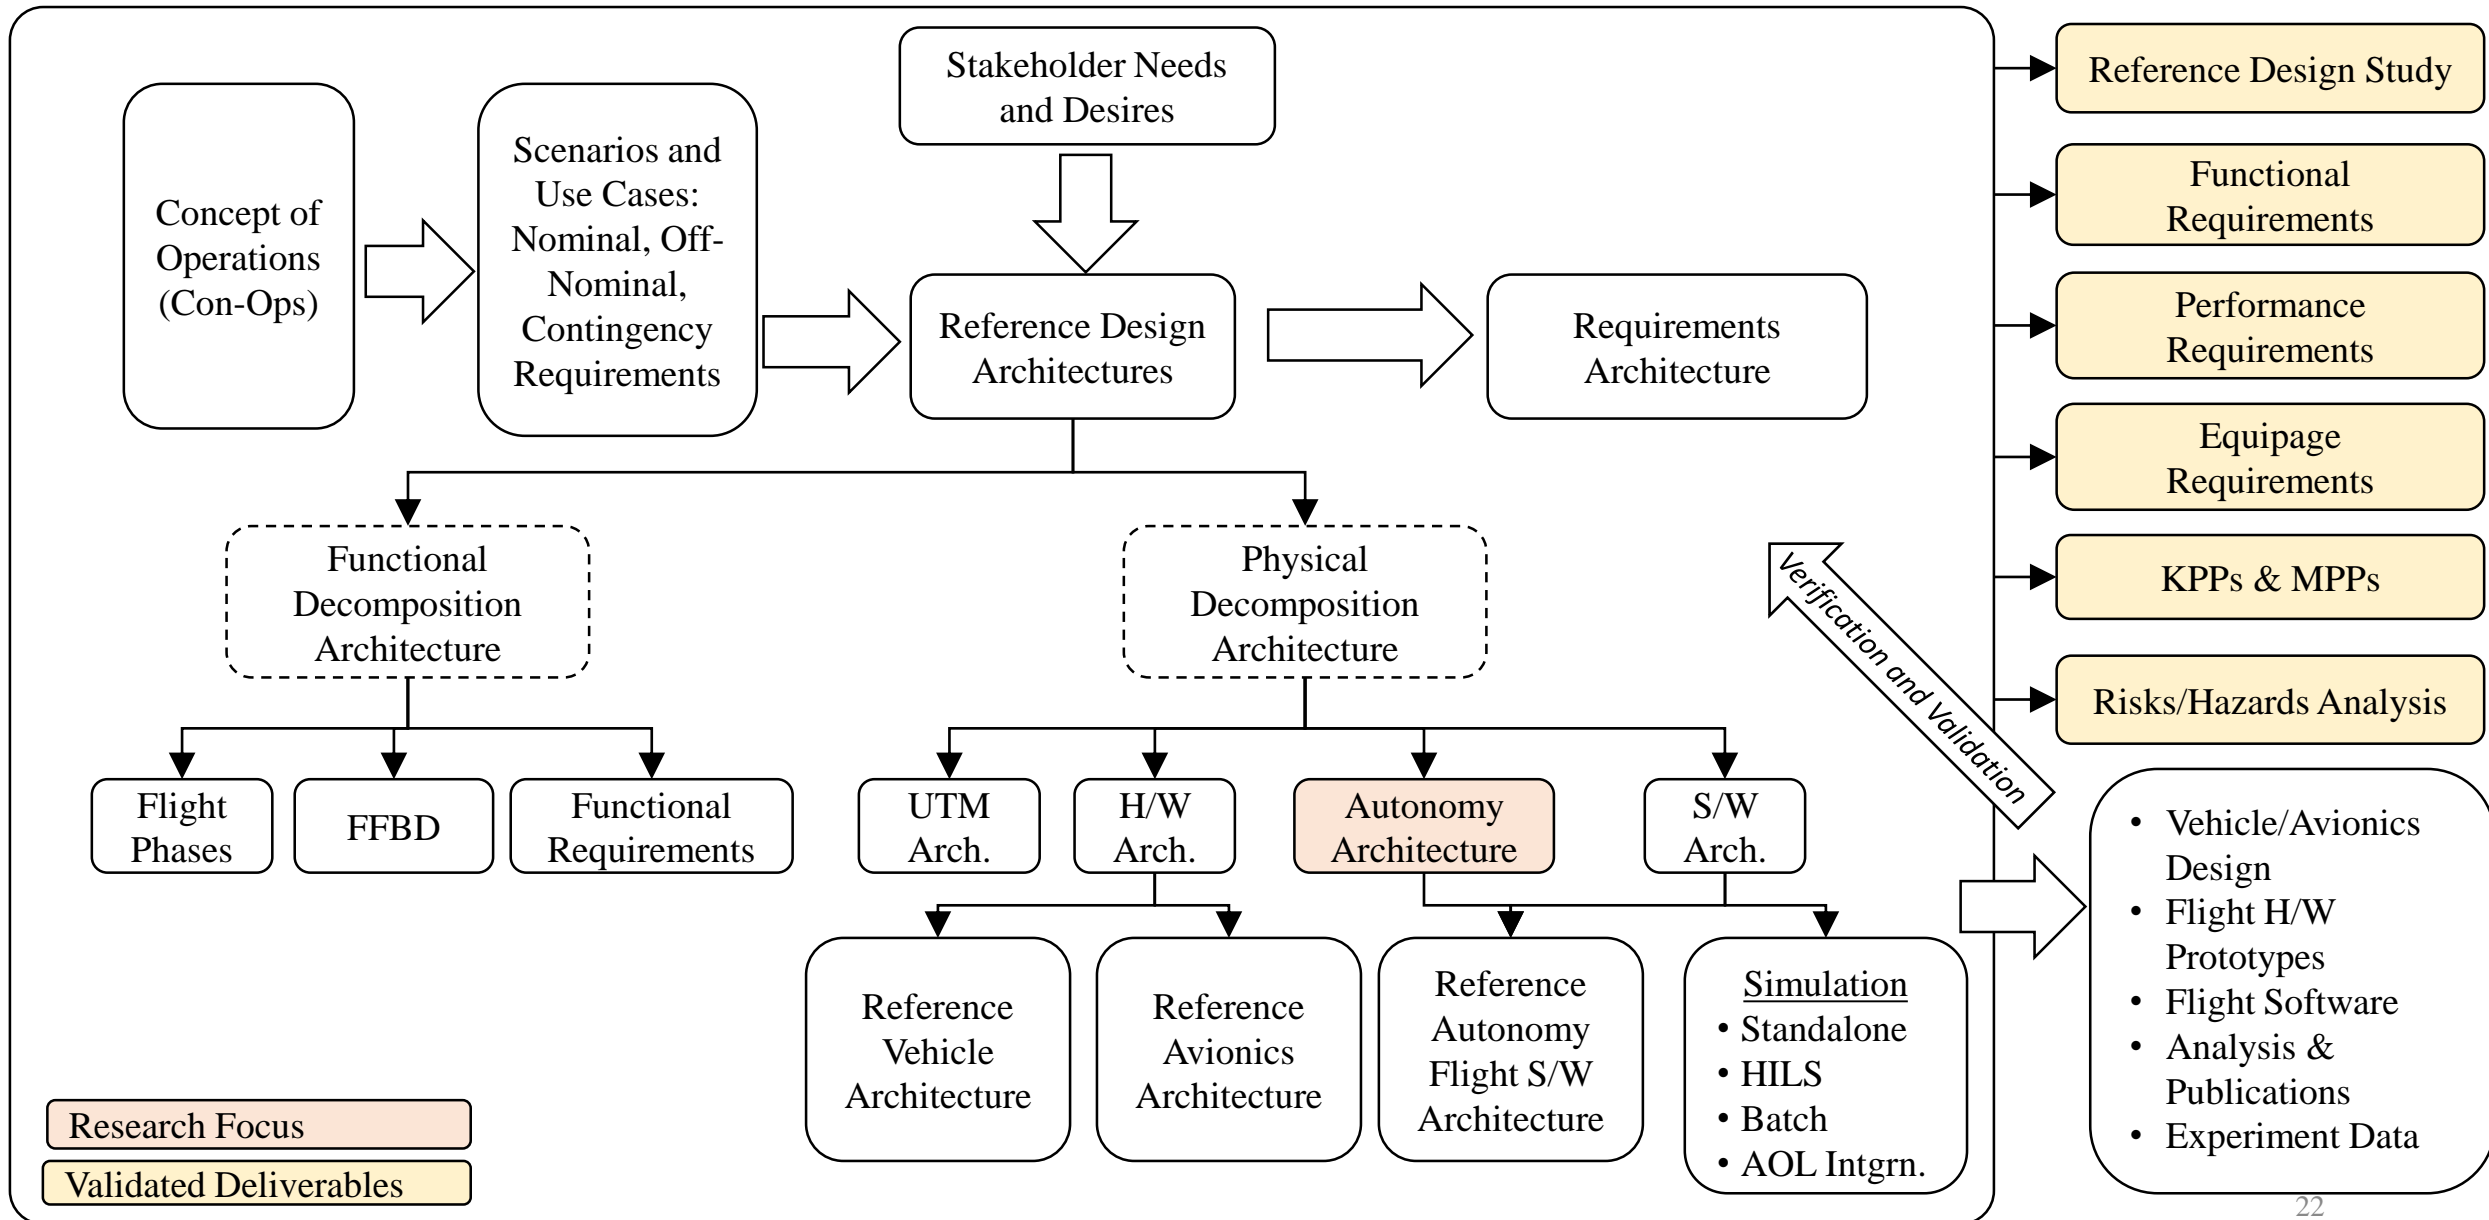 Stakeholder Needs
and Desires
Concept of
Operations
(Con-Ops)
Scenarios and
Use Cases:
Nominal, Off-
Nominal,
Contingency
Requirements
Reference Design
Architectures
Requirements
Architecture
Functional
Decomposition
Architecture
Physical
Decomposition
Architecture
Flight
Phases
FFBD
Functional
Requirements
UTM
Arch.
H/W
Arch.
Autonomy
Architecture
S/W
Arch.
Reference
Vehicle
Architecture
Reference
Avionics
Architecture
Reference
Autonomy
Flight S/W
Architecture
Simulation
• Standalone
• HILS
• Batch
• AOL Intgrn.
Research Focus
Validated Deliverables
Verification and Validation
Reference Design Study
Functional
Requirements
Performance
Requirements
Equipage
Requirements
KPPs & MPPs
Risks/Hazards Analysis
• Vehicle/Avionics
Design
• Flight H/W
Prototypes
• Flight Software
• Analysis &
Publications
• Experiment Data
22